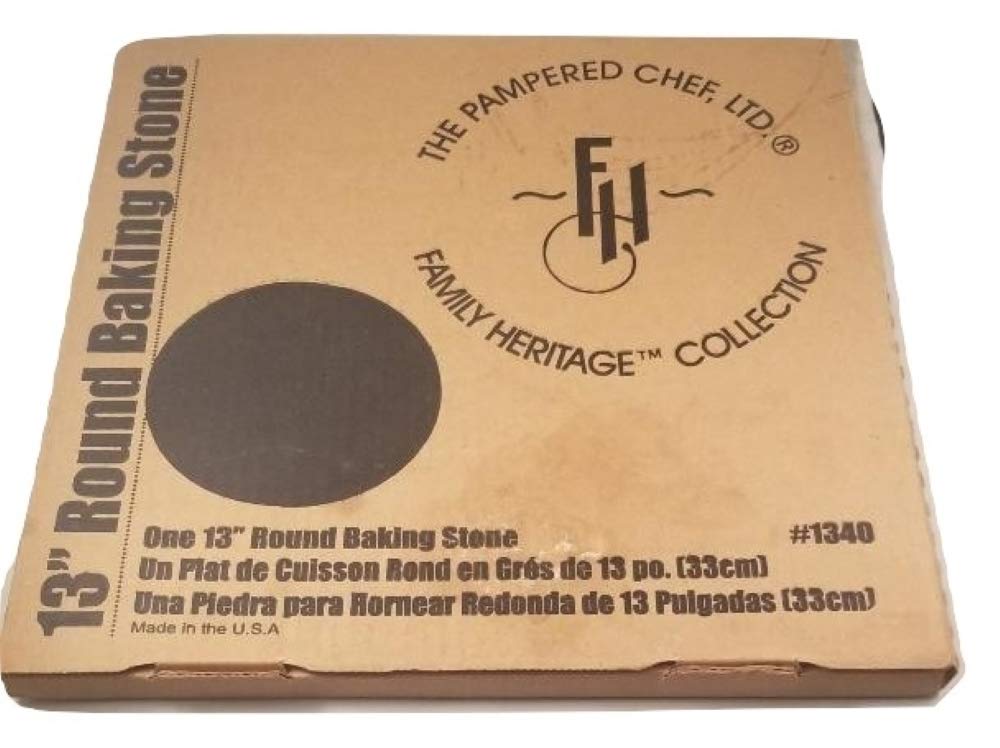 13” Round Baking Stone
THE PAMPERED CHEF, LTD.®
FH
FAMILY HERITAGE™ COLLECTION
One 13” Round Baking Stone #1340
Un Plat de Cuisson Rond en Grés de 13 po. (33cm)
Una Piedra para Hornear Redonda de 13 Pulgadas (33cm)
Made in the U.S.A